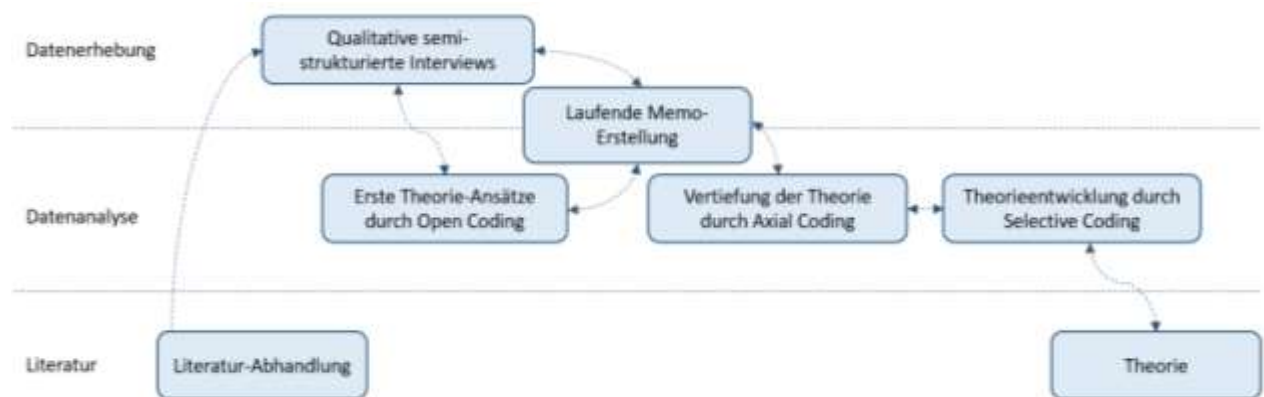 Datenerhebung
Qualitative semi-
strukturierte Interviews
Laufende Memo-
Erstellung
Datenanalyse
Erste Theorie-Ansätze
durch Open Coding
Vertiefung der Theorie
durch Axial Coding
Theorieentwicklung durch
Selective Coding
Literatur
Literatur-Abhandlung
Theorie